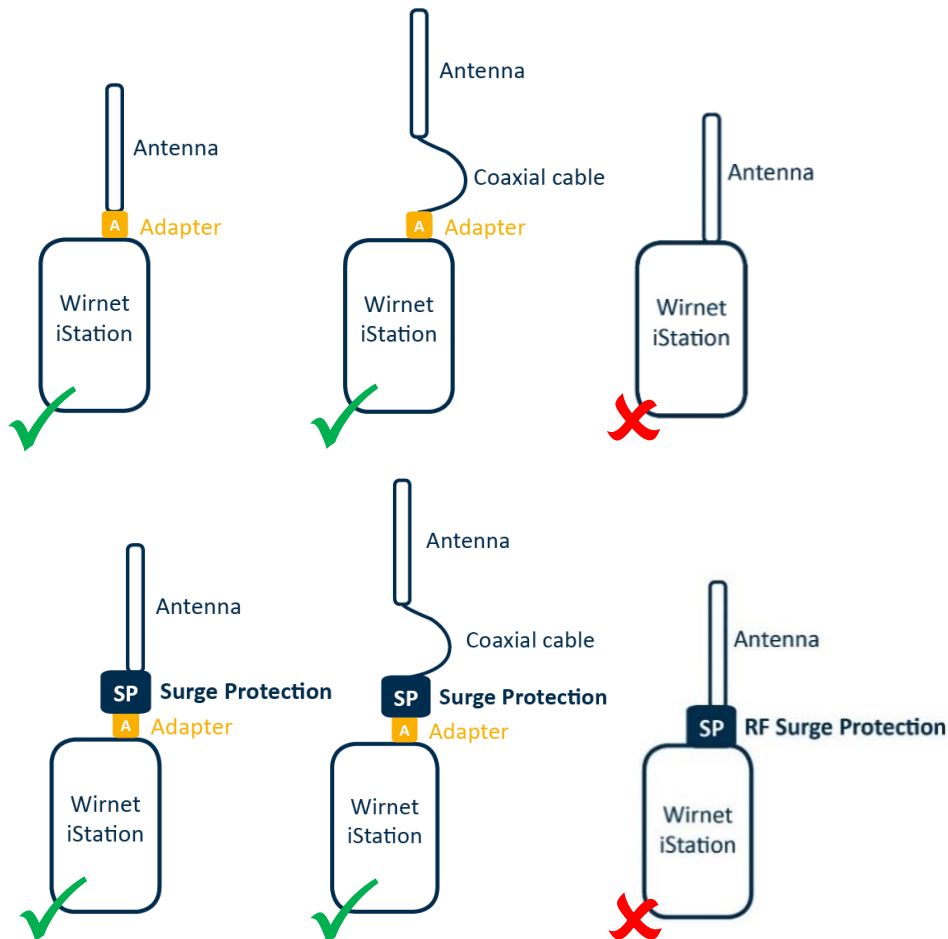 Antenna
A Adapter
Wirnet
iStation
Antenna
Coaxial cable
A Adapter
Wirnet
iStation
Antenna
Wirnet
iStation
Antenna
SP Surge Protection
A Adapter
Wirnet
iStation
Antenna
Coaxial cable
SP Surge Protection
A Adapter
Wirnet
iStation
Antenna
SP RF Surge Protection
Wirnet
iStation